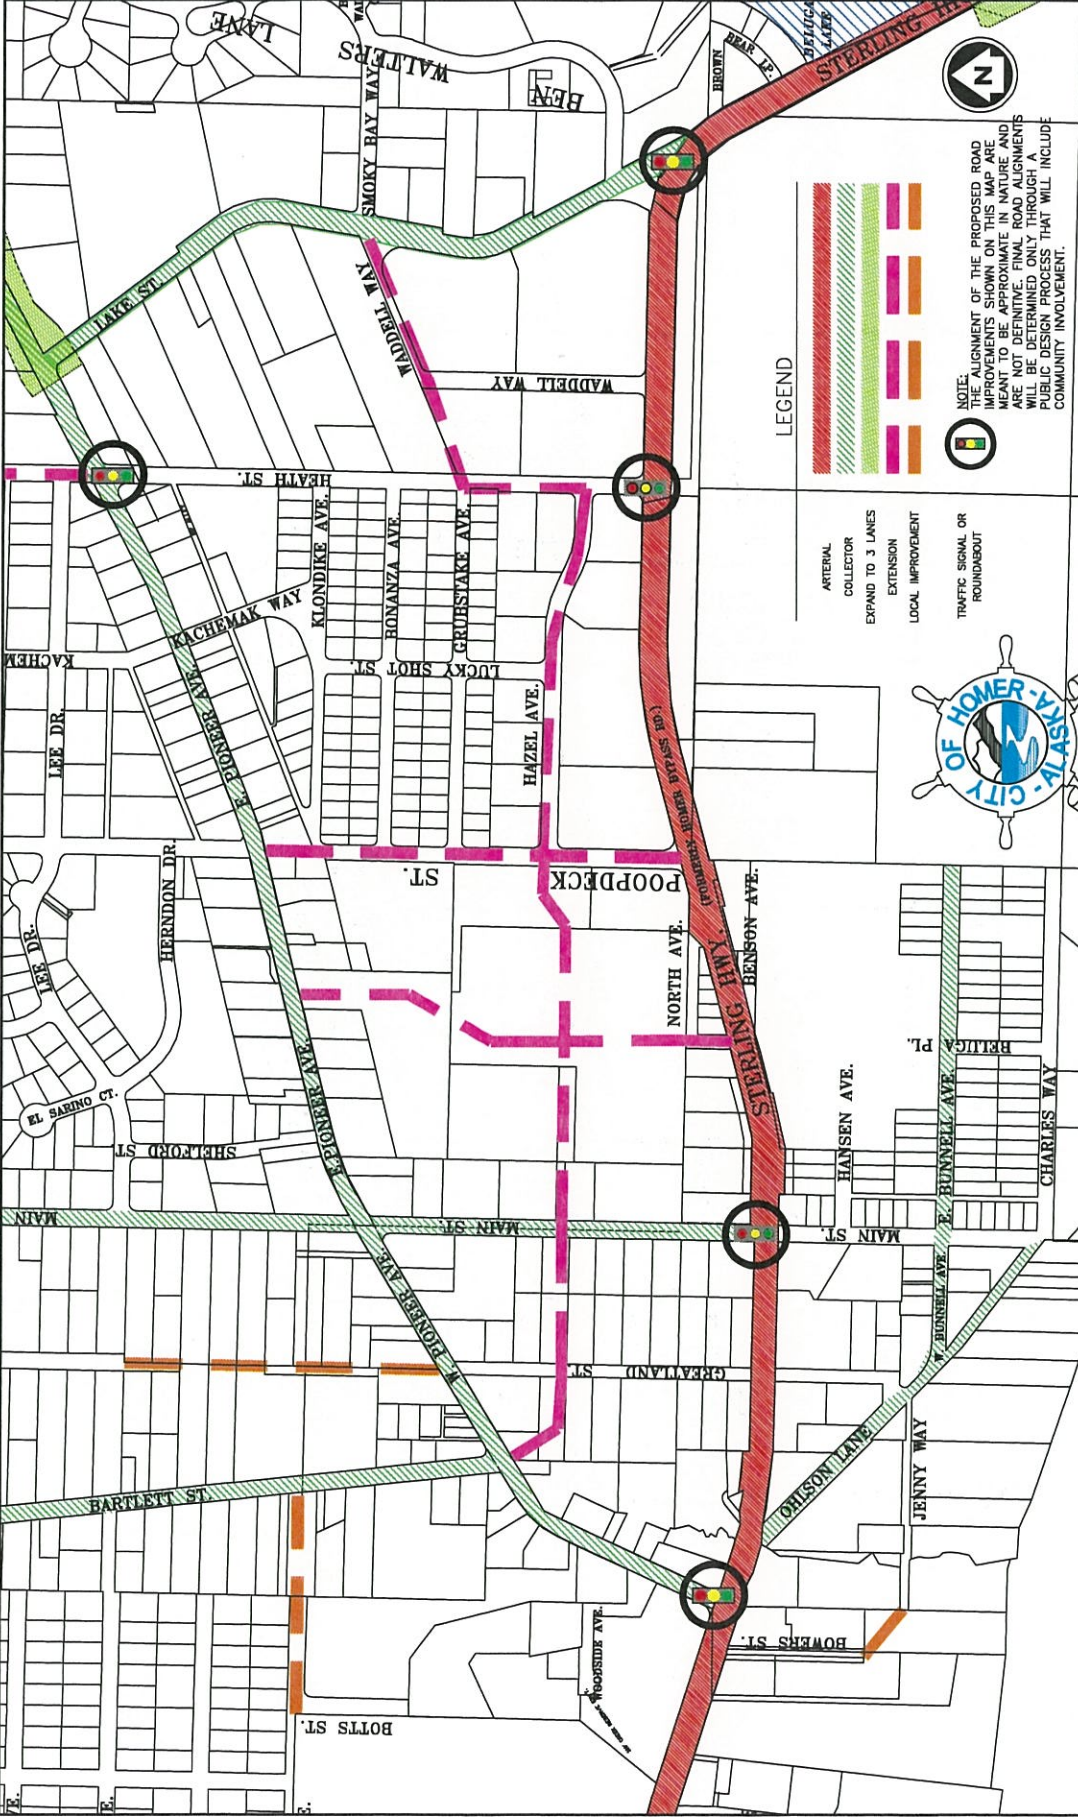 LANE
BEN
WALTERS
SMOKY BAY WAY
BROWN
BEAR LP.
BELUGA
LAKE
STERLING
LAKE ST.
WADDELL WAY
WADDELL WAY
HEATH ST.
KLONDIKE AVE.
BONANZA AVE.
GRUBSTAKE AVE.
KACHEMAK WAY
KACHEM
LUCKY SHOT ST.
LEE DR.
HAZEL AVE.
E. PIONEER AVE.
HERNDON DR.
LEE DR.
POOPDECK
ST.
(FORMERLY HOMER BYPASS RD.)
STERLING HWY.
NORTH AVE.
BENSON AVE.
EL SARINO CT.
SHELFORD ST
E. PIONEER AVE.
BELUGA PL.
HANSEN AVE.
E. BUNNELL AVE.
CHARLES WAY
MAIN
MAIN ST.
MAIN ST.
W. PIONEER AVE.
W. BUNNELL AVE.
GREATLAND ST.
BARTLETT ST.
OHLSON LANE
JENNY WAY
BOWERS ST.
WOODSIDE AVE.
BOTTS ST.
VE.
E.
E.
N
LEGEND
ARTERIAL
COLLECTOR
EXPAND TO 3 LANES
EXTENSION
LOCAL IMPROVEMENT
TRAFFIC SIGNAL OR
ROUNDABOUT
NOTE:
THE ALIGNMENT OF THE PROPOSED ROAD
IMPROVEMENTS SHOWN ON THIS MAP ARE
MEANT TO BE APPROXIMATE IN NATURE AND
ARE NOT DEFINITIVE. FINAL ROAD ALIGNMENTS
WILL BE DETERMINED ONLY THROUGH A
PUBLIC DESIGN PROCESS THAT WILL INCLUDE
COMMUNITY INVOLVEMENT.
CITY OF HOMER - ALASKA -